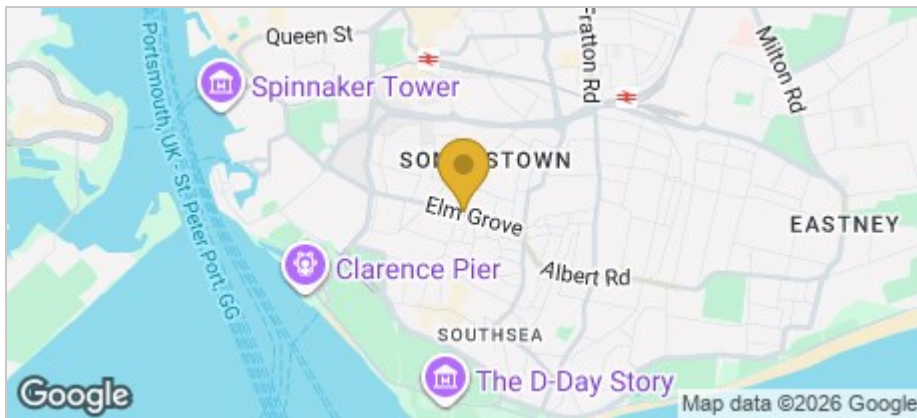 Queen St
Fratton Rd
Milton Rd
Spinnaker Tower
Portsmouth, UK - St. Peter Port, GG
Elm Grove
EASTNEY
Clarence Pier
Albert Rd
SOUTHSEA
The D-Day Story
Google
Map data ©2026 Google